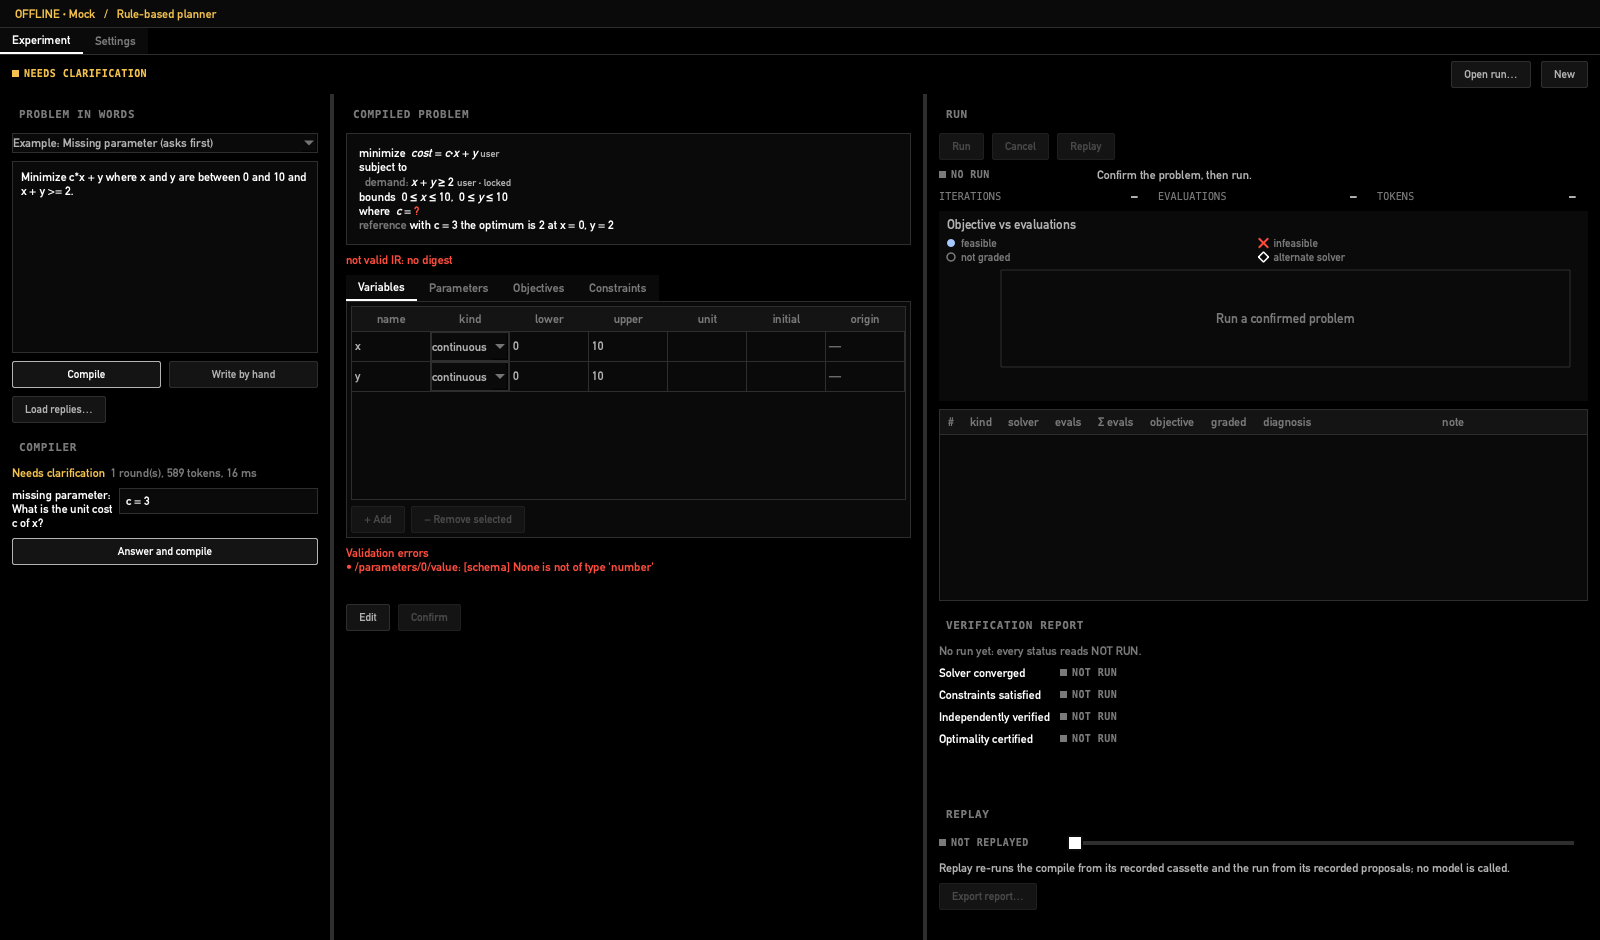 OFFLINE · Mock / Rule-based planner
Experiment Settings
NEEDS CLARIFICATION
Open run... New
PROBLEM IN WORDS
Example: Missing parameter (asks first)
Minimize c*x + y where x and y are between 0 and 10 and
x + y >= 2.
Compile Write by hand
Load replies...
COMPILER
Needs clarification 1 round(s), 589 tokens, 16 ms
missing parameter:
What is the unit cost
c of x?
c = 3
Answer and compile
COMPILED PROBLEM
minimize cost = c·x + y user
subject to
demand: x + y ≥ 2 user · locked
bounds 0 ≤ x ≤ 10, 0 ≤ y ≤ 10
where c = ?
reference with c = 3 the optimum is 2 at x = 0, y = 2
not valid IR: no digest
Variables Parameters Objectives Constraints
name kind lower upper unit initial origin
x continuous 0 10 —
y continuous 0 10 —
+ Add − Remove selected
Validation errors
• /parameters/0/value: [schema] None is not of type 'number'
Edit Confirm
RUN
Run Cancel Replay
NO RUN Confirm the problem, then run.
ITERATIONS – EVALUATIONS – TOKENS –
Objective vs evaluations
feasible infeasible
not graded alternate solver
Run a confirmed problem
# kind solver evals Σ evals objective graded diagnosis note
VERIFICATION REPORT
No run yet: every status reads NOT RUN.
Solver converged NOT RUN
Constraints satisfied NOT RUN
Independently verified NOT RUN
Optimality certified NOT RUN
REPLAY
NOT REPLAYED
Replay re-runs the compile from its recorded cassette and the run from its recorded proposals; no model is called.
Export report...